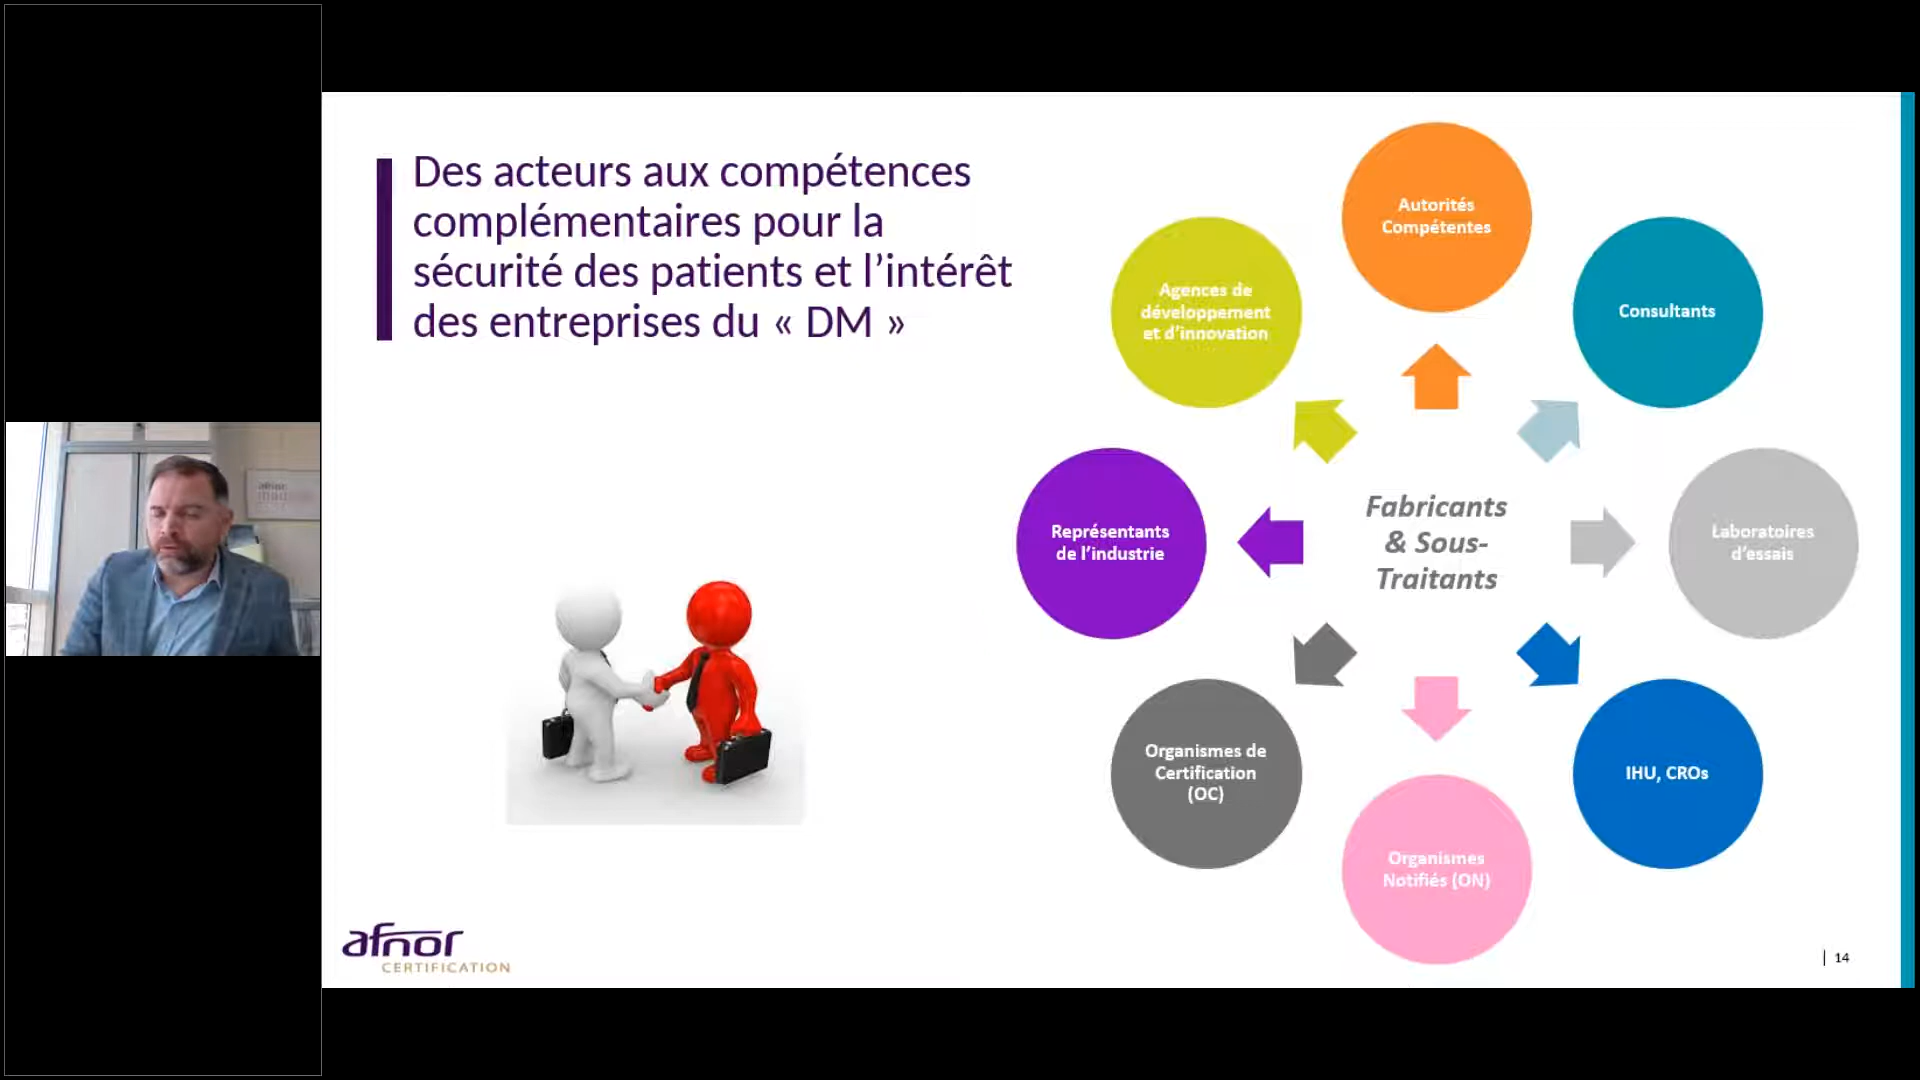 Des acteurs aux compétences
complémentaires pour la
sécurité des patients et l’intérêt
des entreprises du « DM »
Autorités
Compétentes
Consultants
Laboratoires
d’essais
IHU, CROs
Organismes
Notifiés (ON)
Organismes de
Certification
(OC)
Représentants
de l’industrie
Agences de
développement
et d’innovation
Fabricants
& Sous-
Traitants
afnor
afnor
CERTIFICATION
14